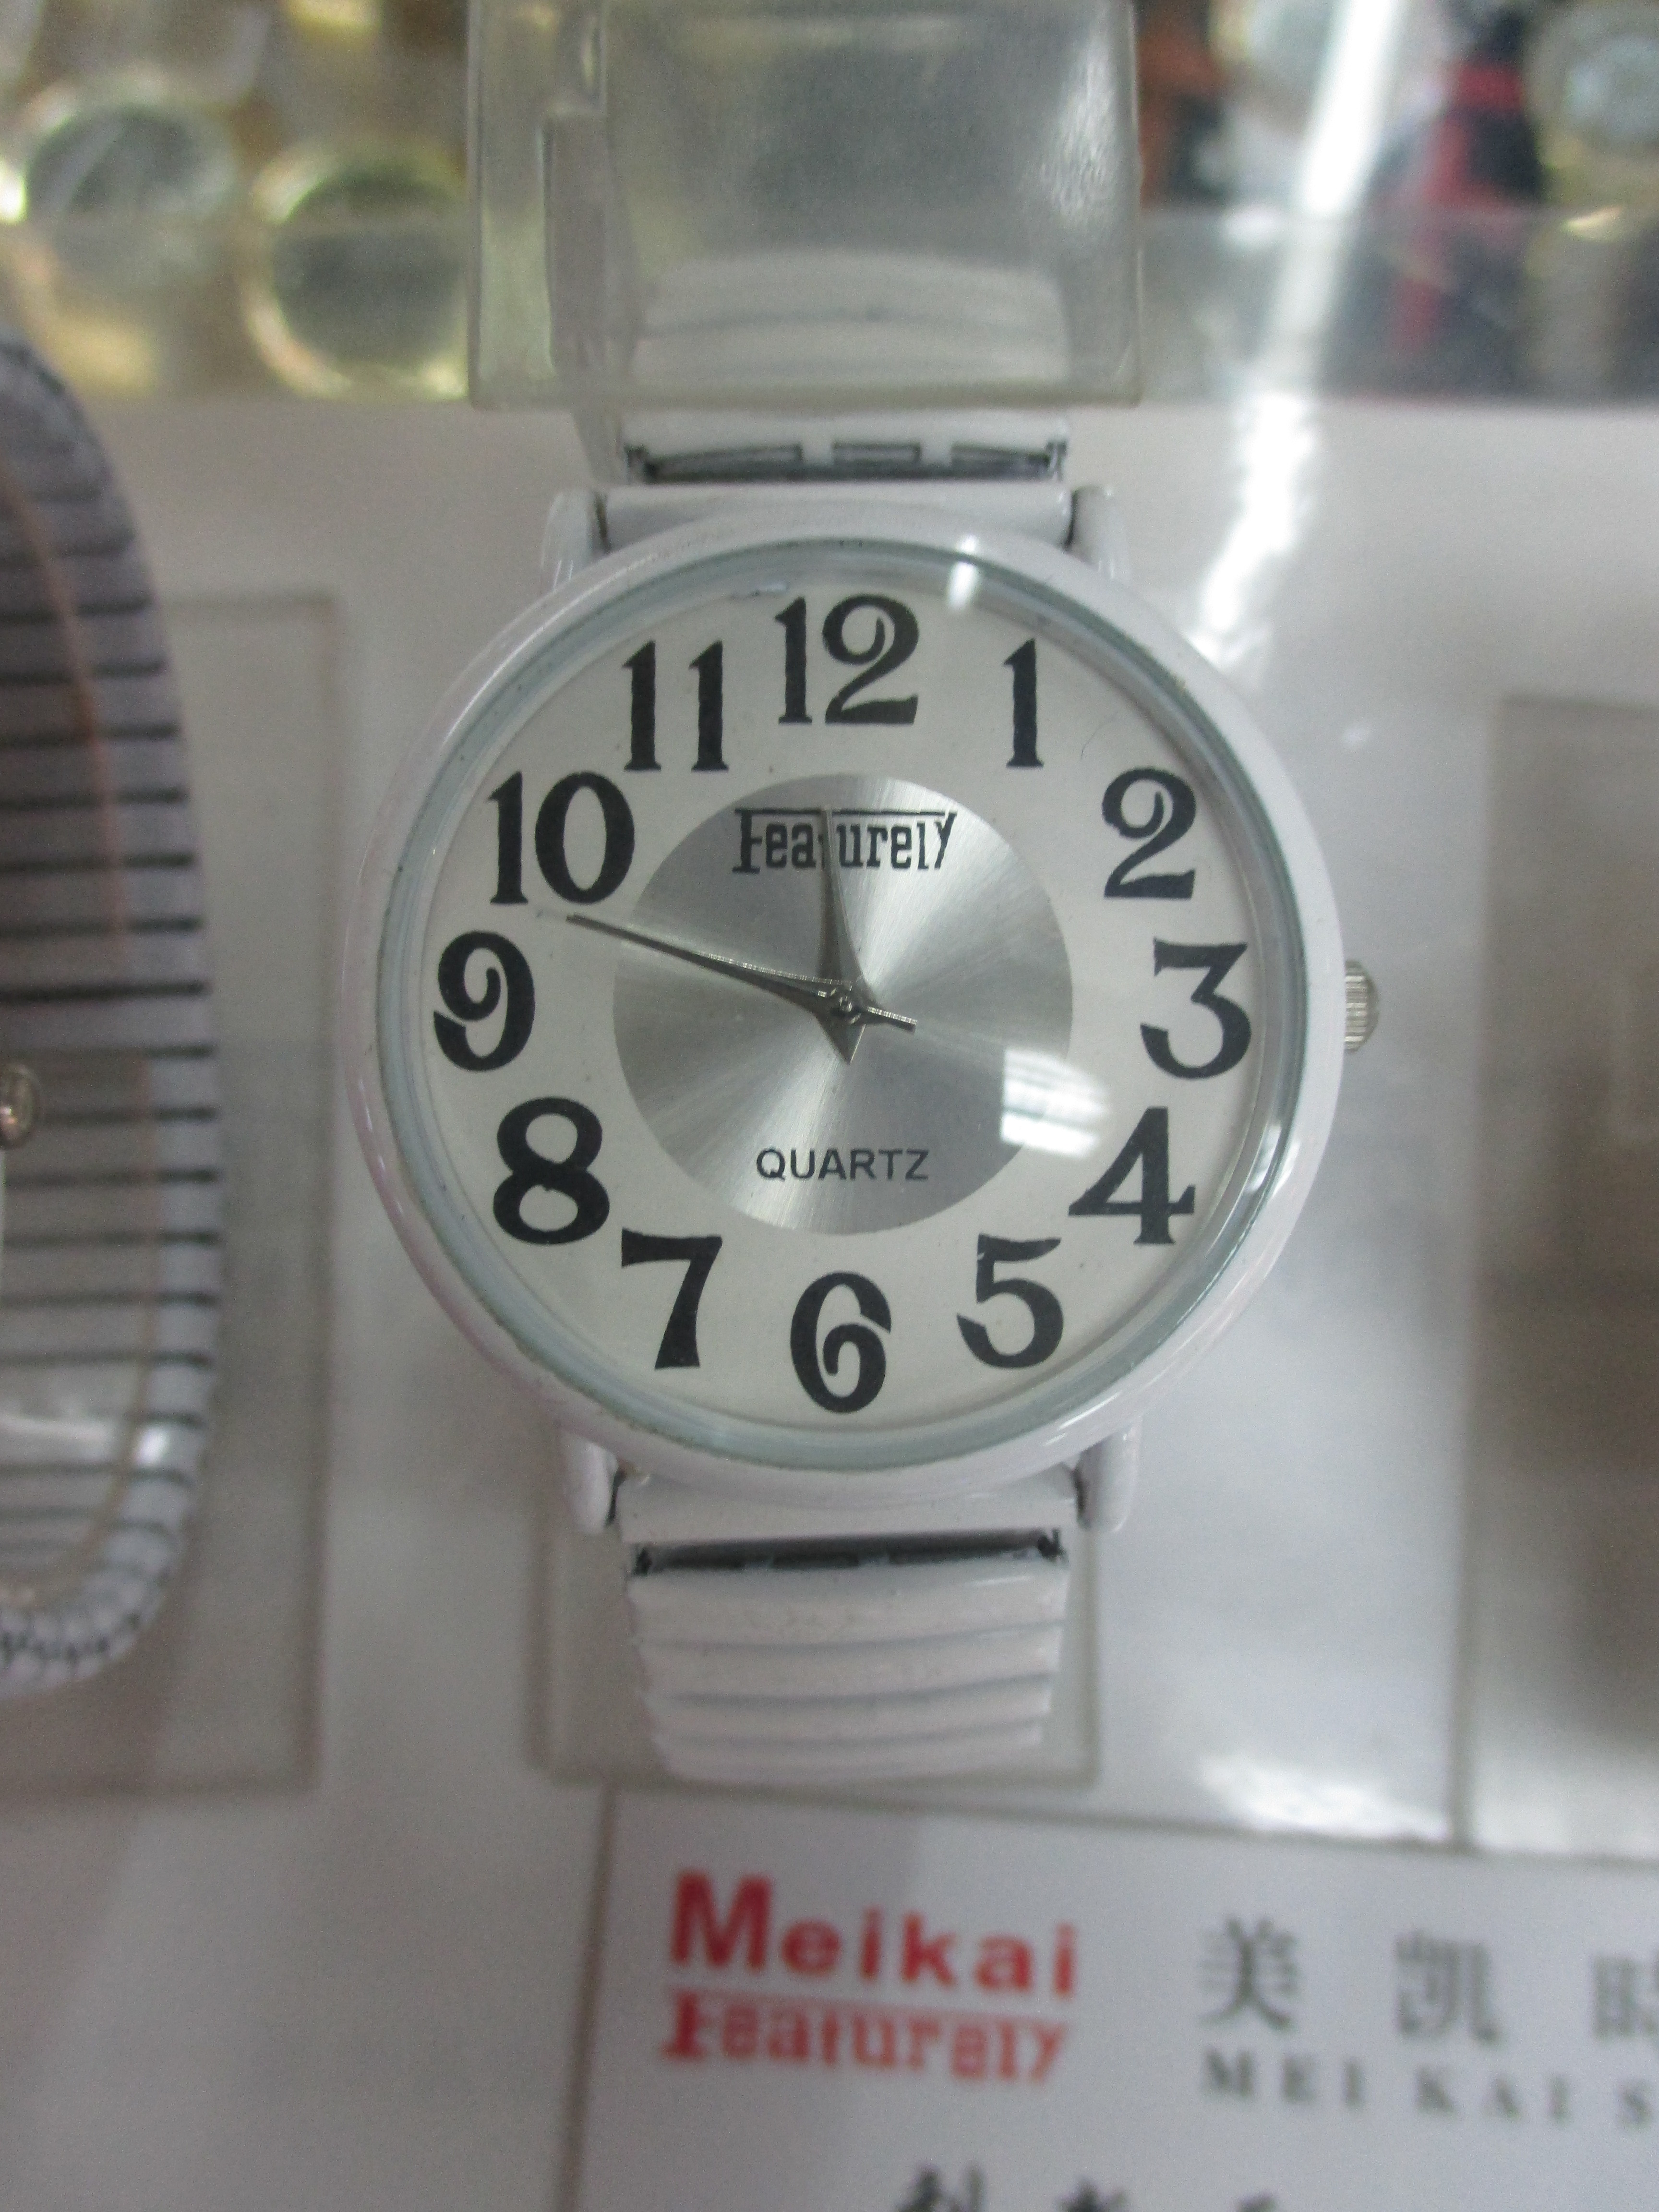 12
11
1
10
2
Featurely
9
3
8
4
QUARTZ
7
5
6
Meikai
Featurely
美 凯 時
MEI KAI S